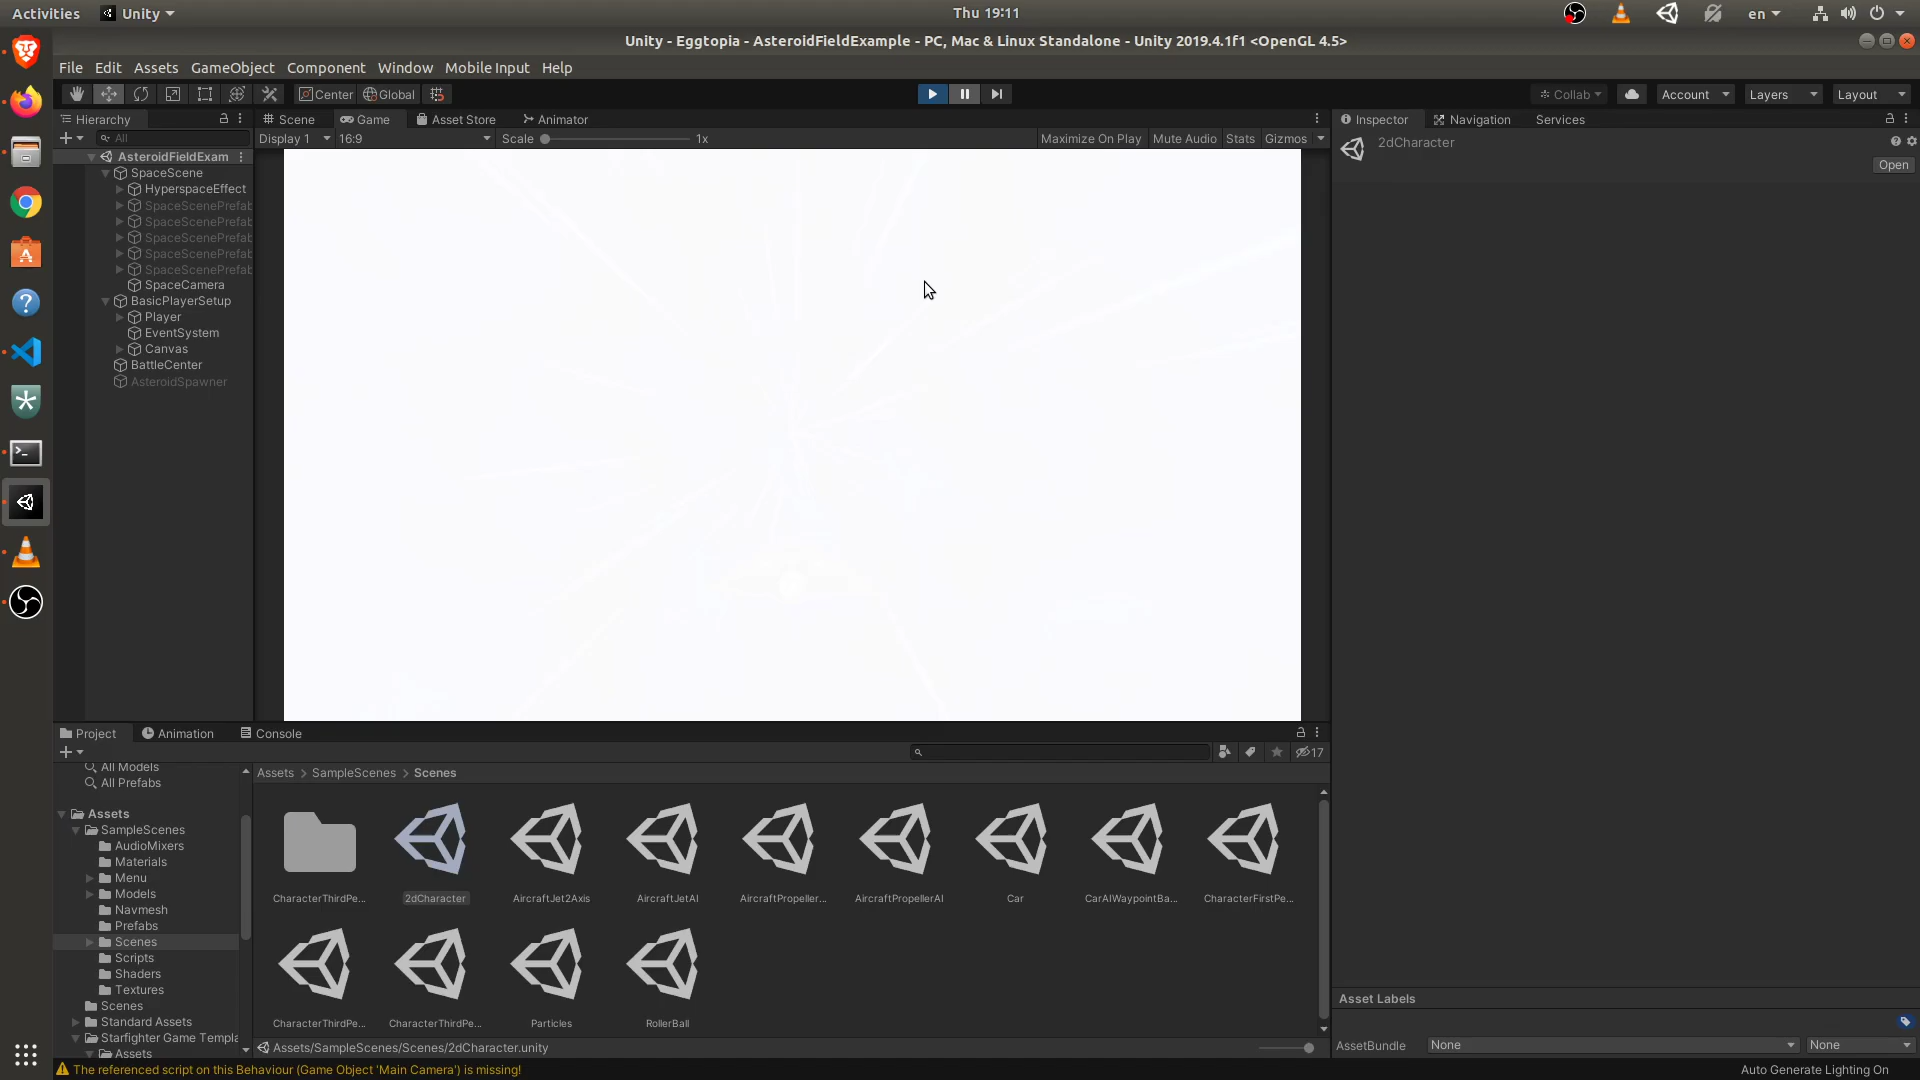 Activities Unity Thu 19:11 en
Unity - Eggtopia - AsteroidFieldExample - PC, Mac & Linux Standalone - Unity 2019.4.1f1 <OpenGL 4.5>
File Edit Assets GameObject Component Window Mobile Input Help
Center Global Collab Account Layers Layout
Hierarchy Scene Game Asset Store Animator Inspector Navigation Services
All Display 1 16:9 Scale 1x Maximize On Play Mute Audio Stats Gizmos 2dCharacter
AsteroidFieldExam
Open
SpaceScene
HyperspaceEffect
SpaceScenePrefab
SpaceScenePrefab
SpaceScenePrefab
SpaceScenePrefab
SpaceScenePrefab
SpaceCamera
BasicPlayerSetup
Player
EventSystem
Canvas
BattleCenter
AsteroidSpawner
Project Animation Console
17
All Models
Assets > SampleScenes > Scenes
All Prefabs
Assets
SampleScenes
AudioMixers
Materials
Menu
Models
Navmesh
Prefabs
Scenes
Scripts
Shaders
Textures
Scenes
Standard Assets
Starfighter Game Templa
Assets
CharacterThirdPe... 2dCharacter AircraftJet2Axis AircraftJetAI AircraftPropeller... AircraftPropellerAI Car CarAIWaypointBa... CharacterFirstPe...
CharacterThirdPe... CharacterThirdPe... Particles RollerBall
Assets/SampleScenes/Scenes/2dCharacter.unity
Asset Labels
AssetBundle None None
The referenced script on this Behaviour (Game Object 'Main Camera') is missing!
Auto Generate Lighting On